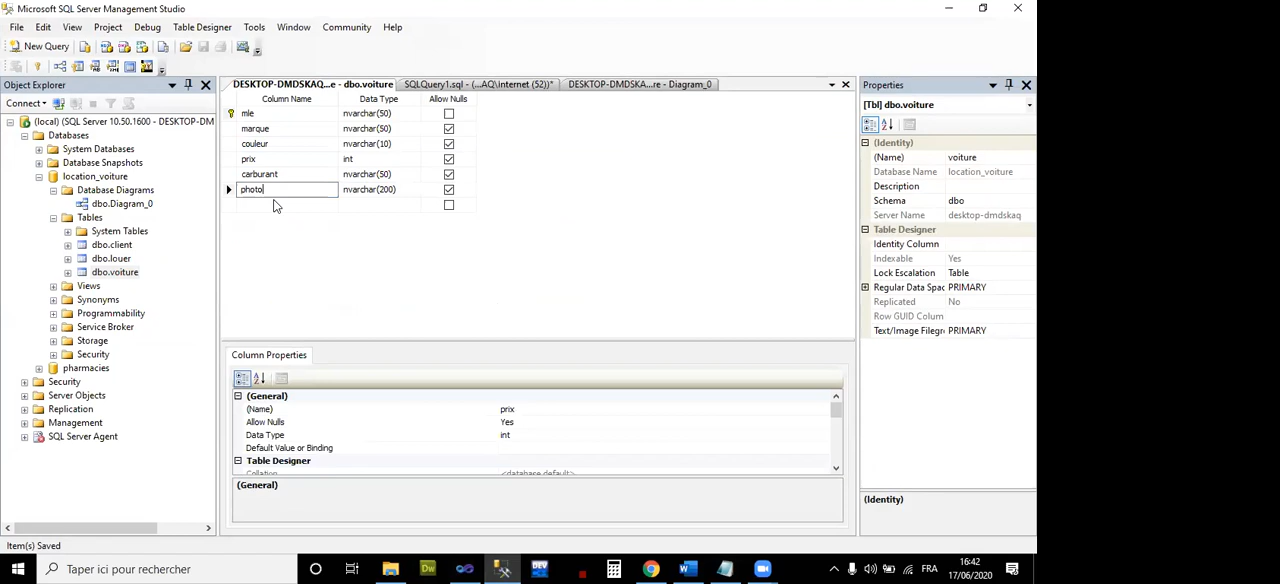 Microsoft SQL Server Management Studio
File Edit View Project Debug Table Designer Tools Window Community Help
New Query
Object Explorer
Connect
(local) (SQL Server 10.50.1600 - DESKTOP-DM
Databases
System Databases
Database Snapshots
location_voiture
Database Diagrams
dbo.Diagram_0
Tables
System Tables
dbo.client
dbo.louer
dbo.voiture
Views
Synonyms
Programmability
Service Broker
Storage
Security
pharmacies
Security
Server Objects
Replication
Management
SQL Server Agent
DESKTOP-DMDSKAQ...e - dbo.voiture
SQLQuery1.sql - (...AQ\Internet (52))*
DESKTOP-DMDSKA...re - Diagram_0
Column Name Data Type Allow Nulls
mle nvarchar(50)
marque nvarchar(50)
couleur nvarchar(10)
prix int
carburant nvarchar(50)
photo nvarchar(200)
Column Properties
(General)
(Name) prix
Allow Nulls Yes
Data Type int
Default Value or Binding
Table Designer
Collation <database default>
(General)
Properties
[Tbl] dbo.voiture
(Identity)
(Name) voiture
Database Name location_voiture
Description
Schema dbo
Server Name desktop-dmdskaq
Table Designer
Identity Column
Indexable Yes
Lock Escalation Table
Regular Data Spac PRIMARY
Replicated No
Row GUID Colum
Text/Image Filegr PRIMARY
(Identity)
Item(s) Saved
Taper ici pour rechercher
Dw
DEV
FRA
16:42
17/06/2020